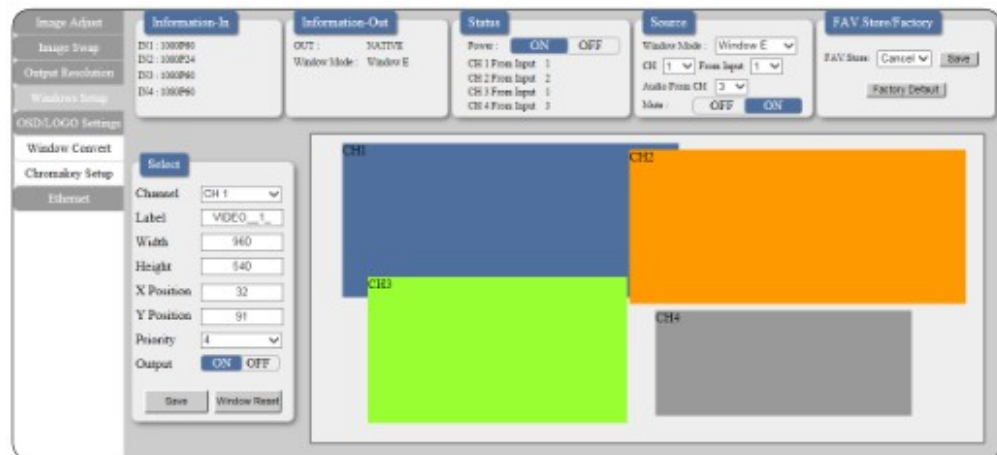 Image Adjust
Image Swap
Output Resolution
Windows Setup
OSD/LOGO Settings
Window Convert
Chromakey Setup
Ethernet
Information-In
IN1 : 1080P60
IN2 : 1080P24
IN3 : 1080P60
IN4 : 1080P60
Information-Out
OUT : NATIVE
Window Mode : Window E
Status
Power : ON OFF
CH 1 From Input 1
CH 2 From Input 2
CH 3 From Input 1
CH 4 From Input 3
Source
Window Mode : Window E
CH 1 From Input 1
Audio From CH 3
Mute : OFF ON
FAV.Store/Factory
FAV.Store: Cancel Save
Factory Default
Select
Channel CH 1
Label VIDEO__1_
Width 960
Height 540
X Position 32
Y Position 91
Priority 4
Output ON OFF
Save Window Reset
CH1
CH2
CH3
CH4